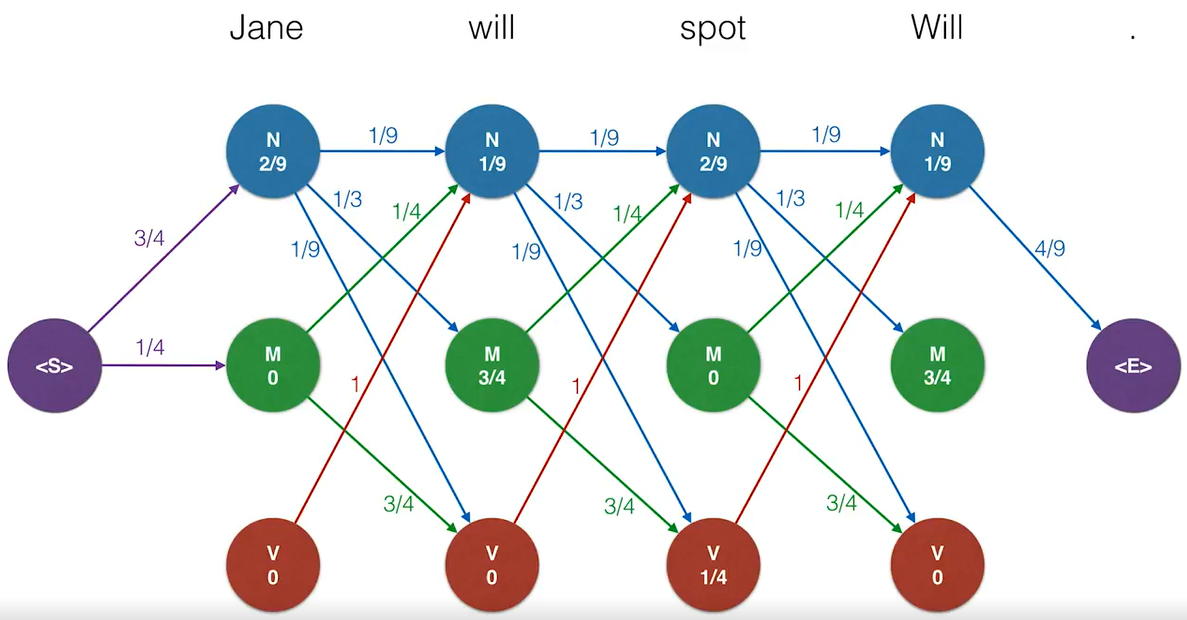 Jane will spot Will .
N N N N
2/9 1/9 2/9 1/9
1/9 1/9 1/9
3/4 1/3 1/4 1/9 1/3 1/4 1/9 1/3 1/4 1/9 4/9
<S> 1/4 M M M M <E>
0 3/4 0 3/4
1 1 1
3/4 3/4 3/4
V V V V
0 0 1/4 0